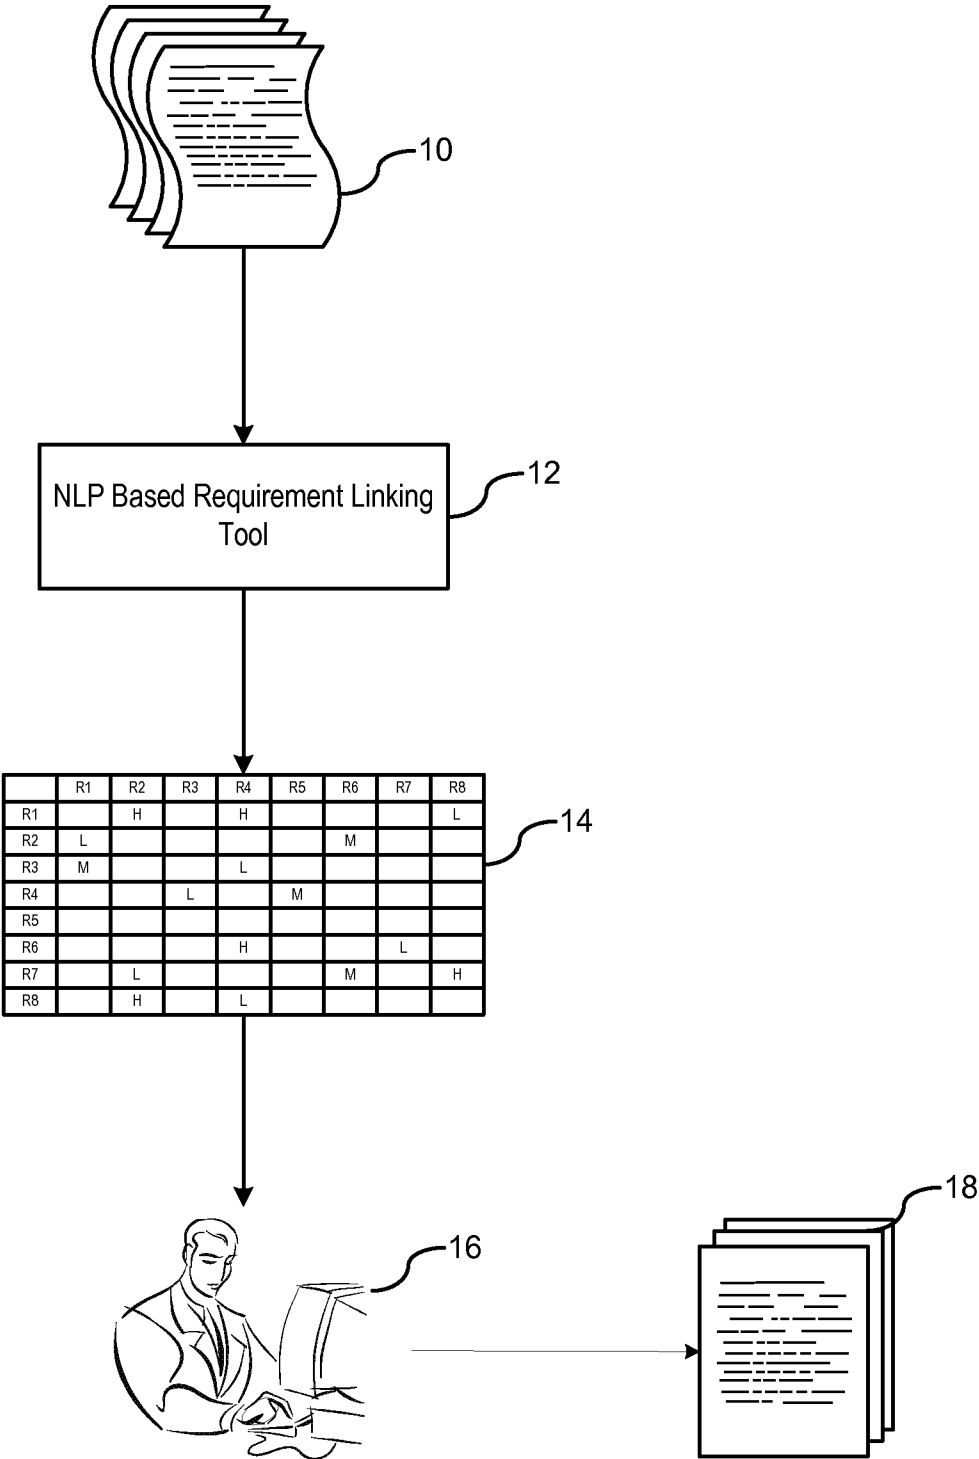 10
NLP Based Requirement Linking
Tool
12
R1 R2 R3 R4 R5 R6 R7 R8
R1 H H L
R2 L M
R3 M L
R4 L M
R5
R6 H L
R7 L M H
R8 H L
14
16
18